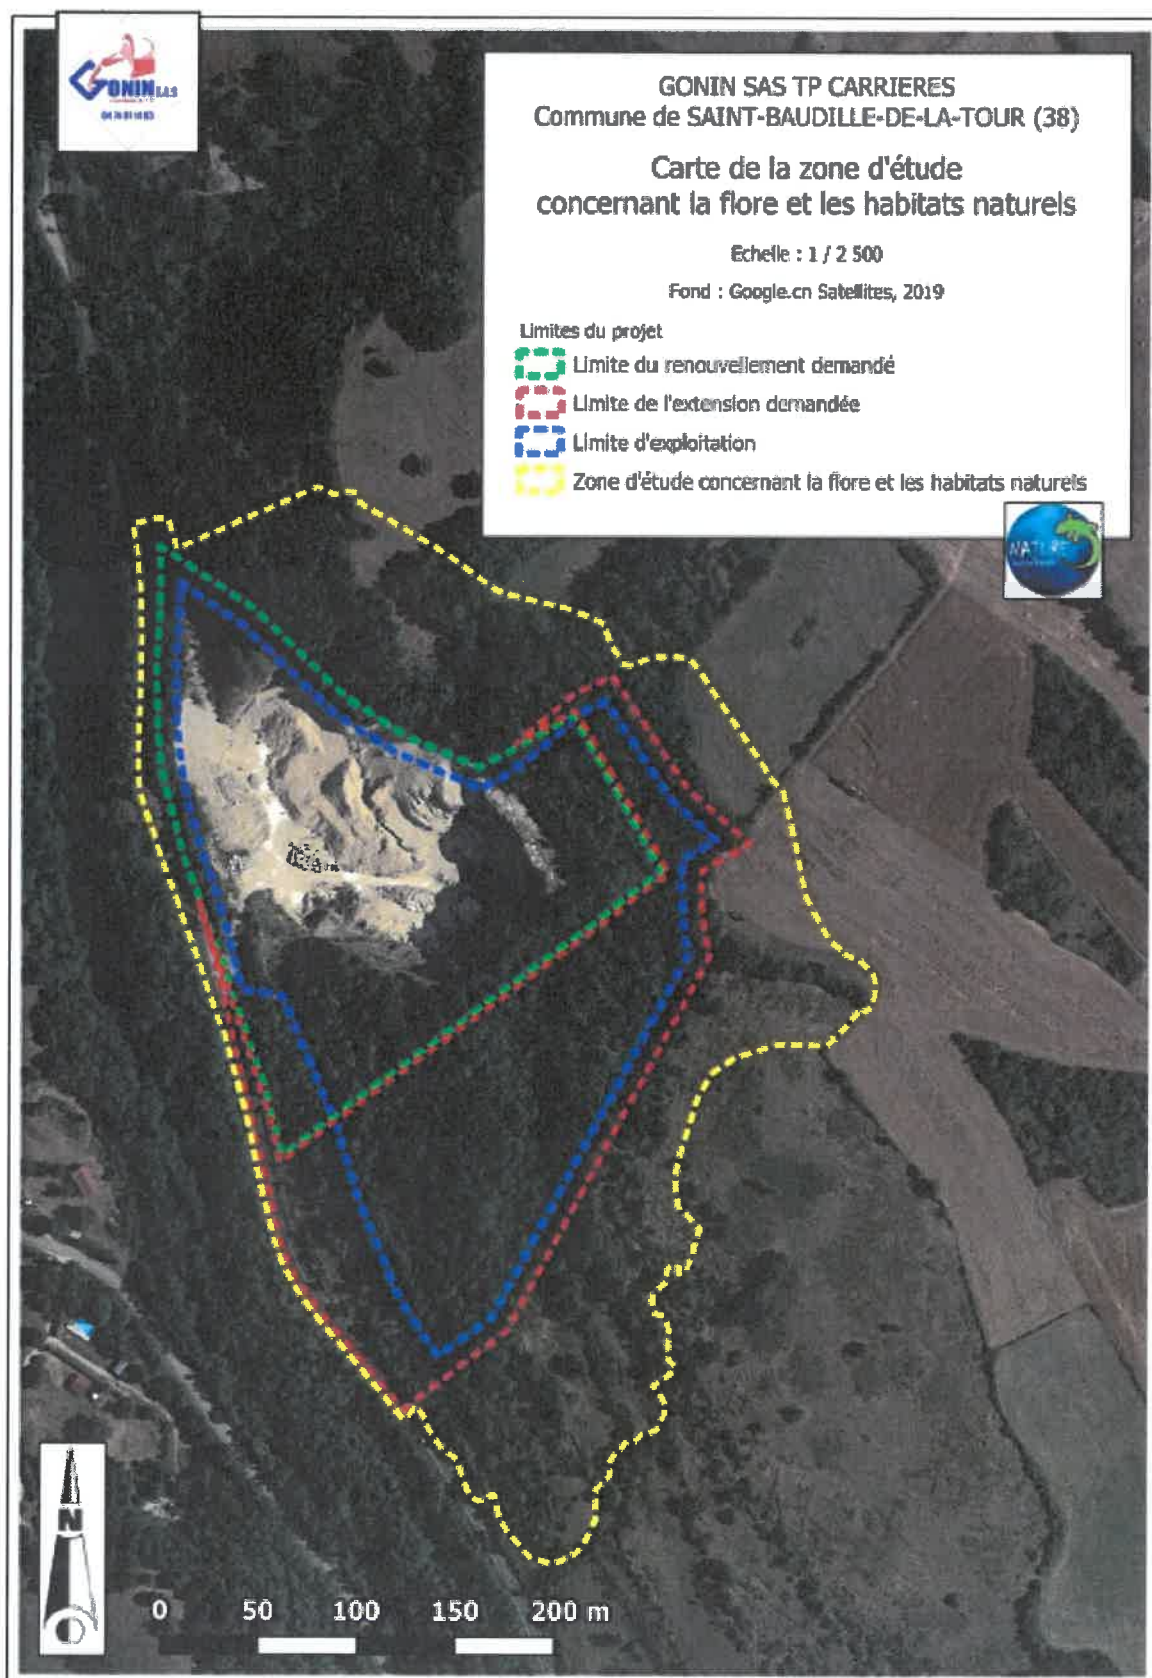 GONIN S.A.S
GONIN SAS TP CARRIERES
Commune de SAINT-BAUDILLE-DE-LA-TOUR (38)
Carte de la zone d'étude
concernant la flore et les habitats naturels
Echelle : 1 / 2 500
Fond : Google.cn Satellites, 2019
Limites du projet
Limite du renouvellement demandé
Limite de l'extension demandée
Limite d'exploitation
Zone d'étude concernant la flore et les habitats naturels
NATURE
N
0 50 100 150 200 m